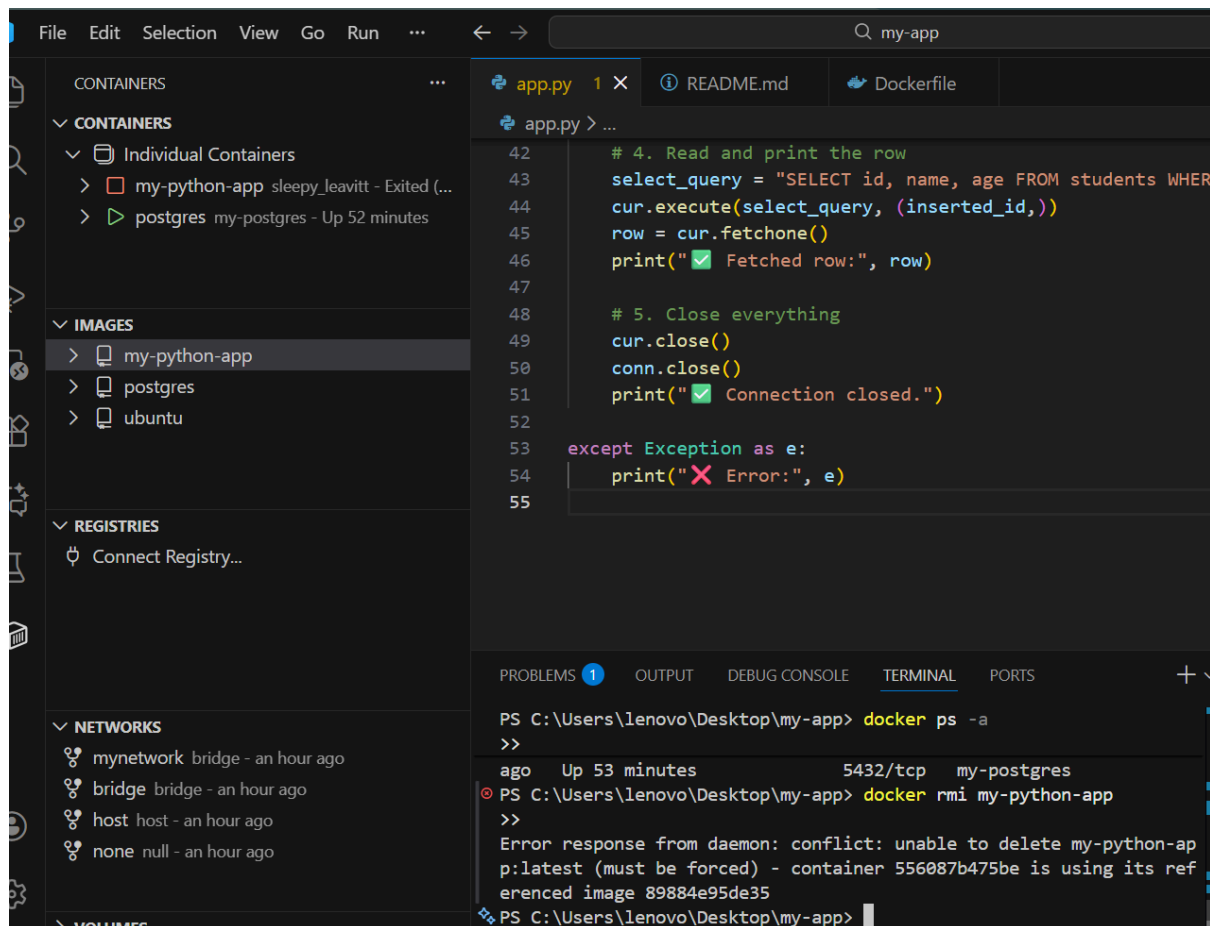 File Edit Selection View Go Run ··· my-app
CONTAINERS ···
CONTAINERS
Individual Containers
my-python-app sleepy_leavitt - Exited (...
postgres my-postgres - Up 52 minutes
IMAGES
my-python-app
postgres
ubuntu
REGISTRIES
Connect Registry...
NETWORKS
mynetwork bridge - an hour ago
bridge bridge - an hour ago
host host - an hour ago
none null - an hour ago
app.py 1 README.md Dockerfile
app.py > ...
42 # 4. Read and print the row
43 select_query = "SELECT id, name, age FROM students WHER
44 cur.execute(select_query, (inserted_id,))
45 row = cur.fetchone()
46 print("✅ Fetched row:", row)
47
48 # 5. Close everything
49 cur.close()
50 conn.close()
51 print("✅ Connection closed.")
52
53 except Exception as e:
54 print("❌ Error:", e)
55
PROBLEMS 1 OUTPUT DEBUG CONSOLE TERMINAL PORTS
PS C:\Users\lenovo\Desktop\my-app> docker ps -a
>>
ago Up 53 minutes 5432/tcp my-postgres
PS C:\Users\lenovo\Desktop\my-app> docker rmi my-python-app
>>
Error response from daemon: conflict: unable to delete my-python-ap
p:latest (must be forced) - container 556087b475be is using its ref
erenced image 89884e95de35
PS C:\Users\lenovo\Desktop\my-app>